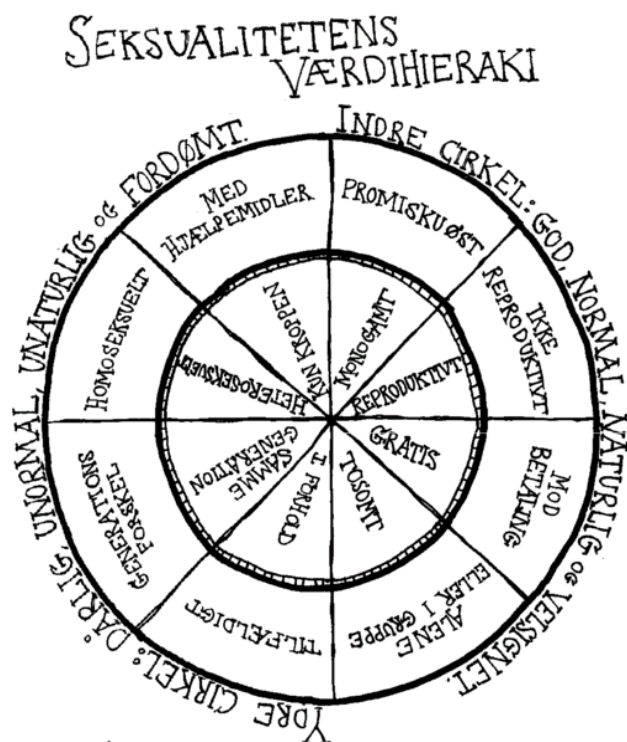 SEKSUALITETENS
VÆRDIHIERAKI
INDRE CIRKEL: GOD, NORMAL, NATURLIG OG VELSIGNET.
YDRE CIRKEL: DÅRLIG, UNORMAL, UNATURLIG OG FORDØMT.
PROMISKUØST
IKKE
REPRODUKTIVT
MOD
BETALING
ALENE
ELLER I
GRUPPE
TILFÆLDIGT
GENERATIONS
FORSKEL
HOMOSEKSUELT
MED
HJÆLPEMIDLER
MONOGAMT
REPRODUKTIVT
GRATIS
TOSOMT
I FORHOLD
SAMME
GENERATION
HETEROSEKSUELT
KUN KROPPEN